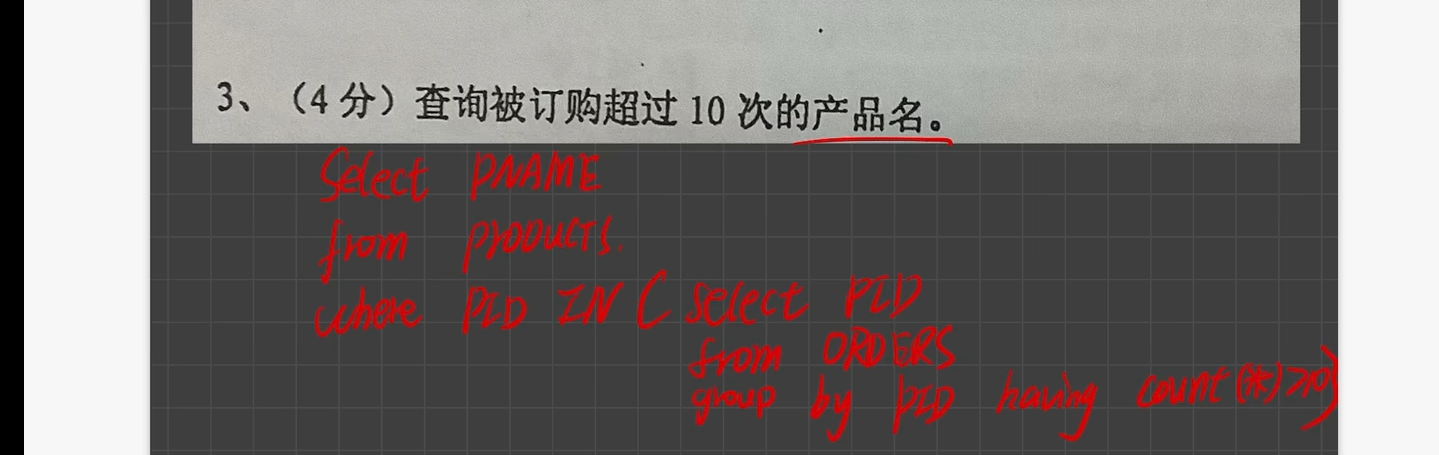 3、（4 分）查询被订购超过 10 次的产品名。
Select PNAME
from PRODUCTS.
where PID IN ( select PID
from ORDERS
group by PID having count(*)>10)